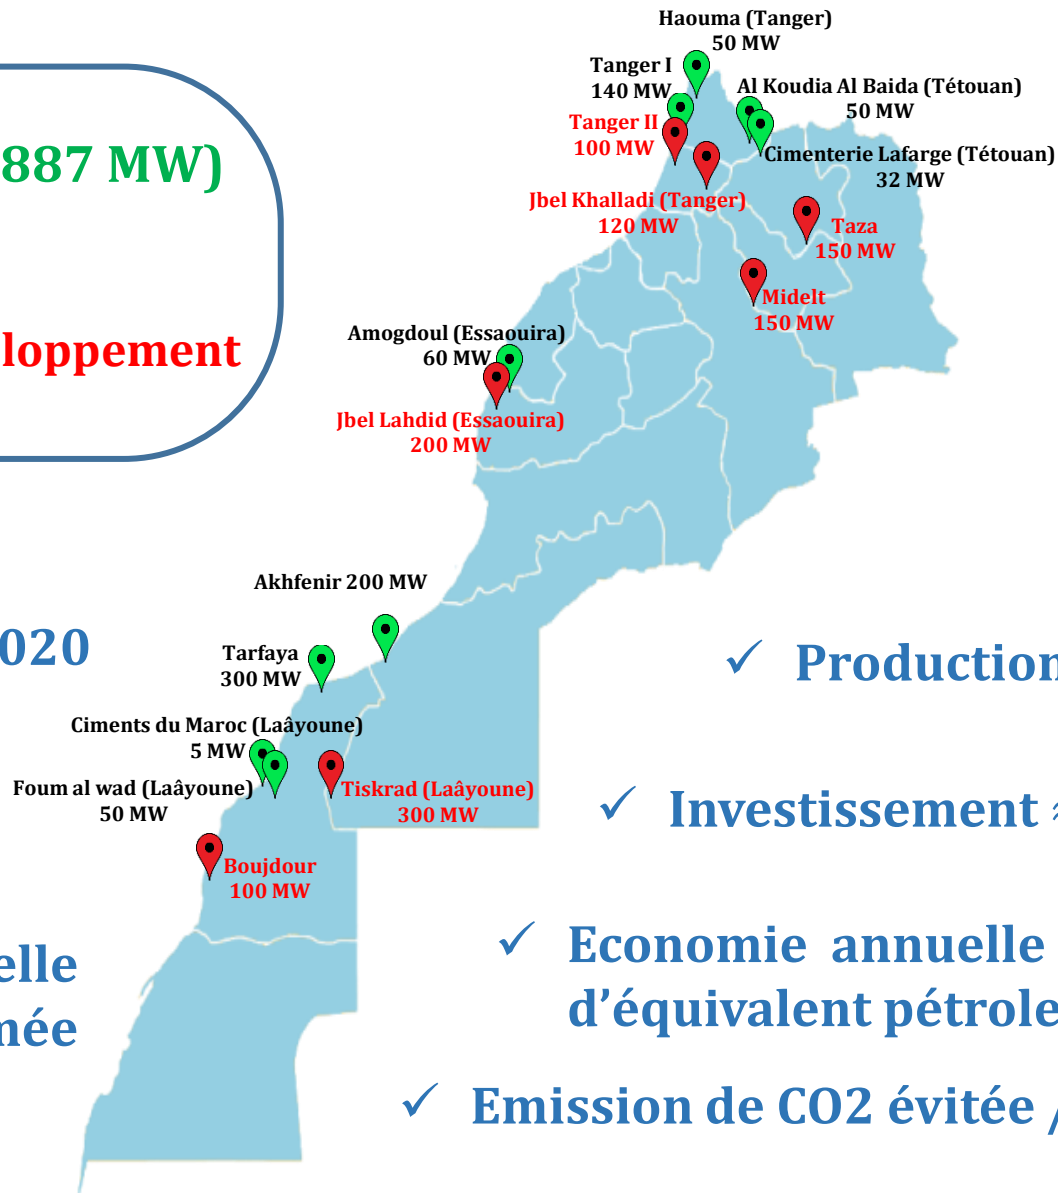 Haouma (Tanger)
50 MW
Tanger I
140 MW
Al Koudia Al Baida (Tétouan)
50 MW
Tanger II
100 MW
Cimenterie Lafarge (Tétouan)
32 MW
887 MW)
Jbel Khalladi (Tanger)
120 MW
Taza
150 MW
Midelt
150 MW
loppement
Amogdoul (Essaouira)
60 MW
Jbel Lahdid (Essaouira)
200 MW
Akhfenir 200 MW
020
Tarfaya
300 MW
Production
Ciments du Maroc (Laâyoune)
5 MW
Foum al wad (Laâyoune)
50 MW
Tiskrad (Laâyoune)
300 MW
Investissement
Boujdour
100 MW
elle
mée
Economie annuelle
d'équivalent pétrole
Emission de CO2 évitée /